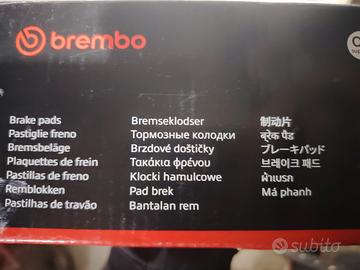 brembo
Brake pads
Pastiglie freno
Bremsbeläge
Plaquettes de frein
Pastillas de freno
Remblokken
Pastilhas de travão
Bremseklodser
Тормозные колодки
Brzdové doštičky
Τακάκια φρένου
Klocki hamulcowe
Pad brek
Bantalan rem
制动片
ब्रेक पैड
ブレーキパッド
브레이크 패드
ผ้าเบรก
Má phanh
subito